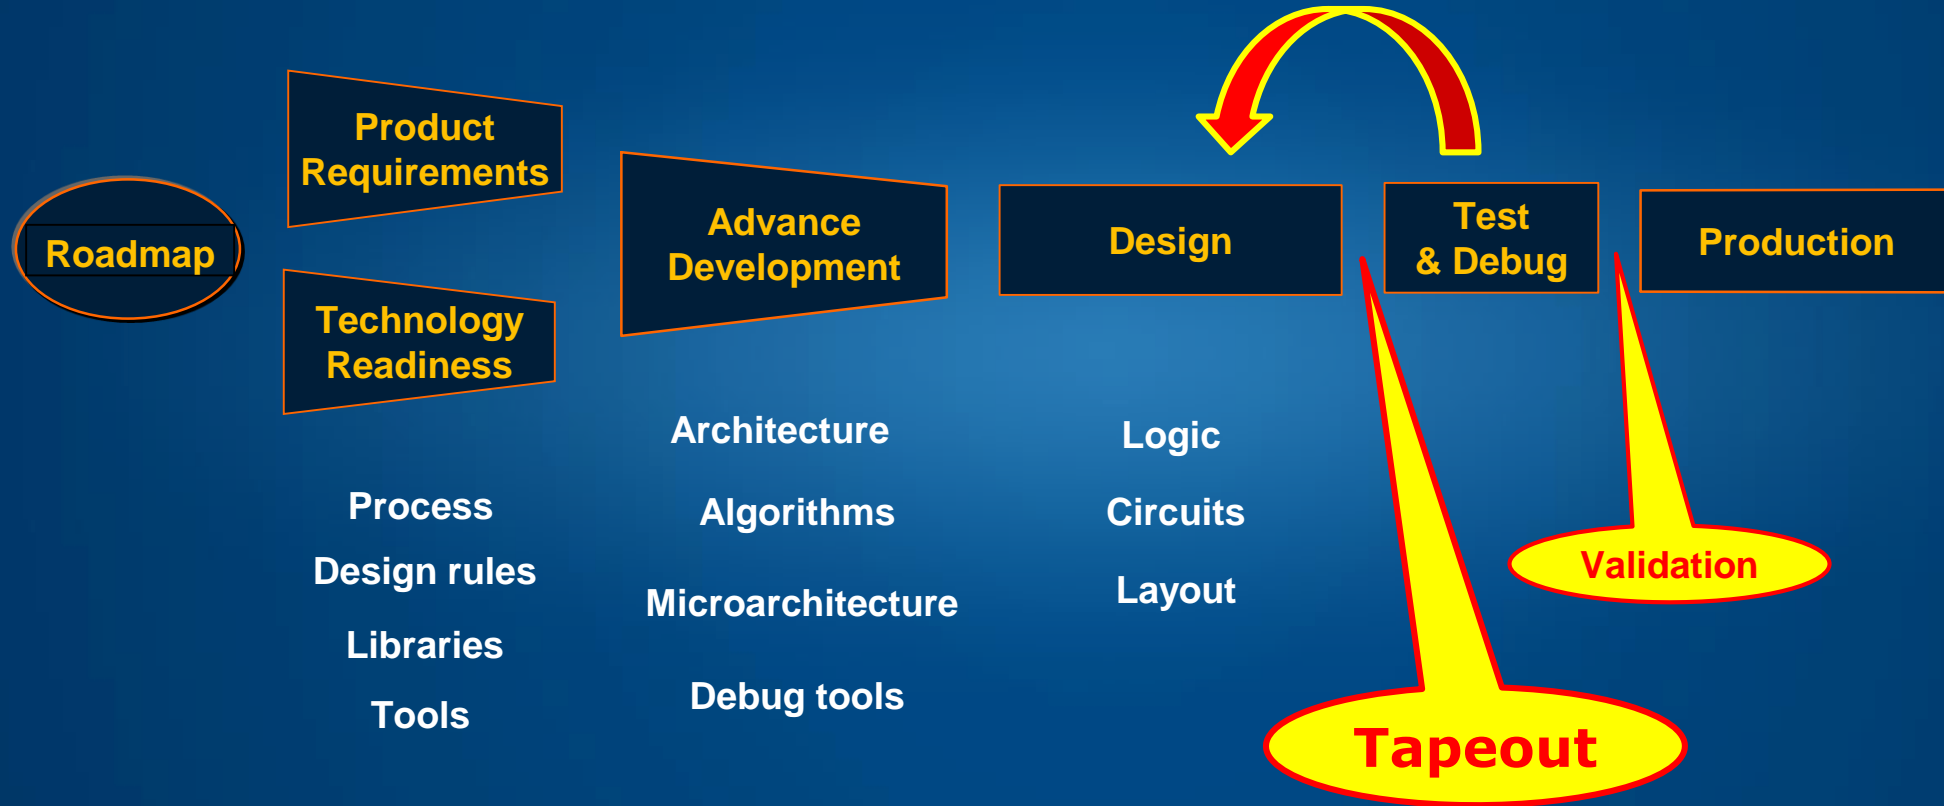 Roadmap
Product
Requirements
Technology
Readiness
Process
Design rules
Libraries
Tools
Advance
Development
Architecture
Algorithms
Microarchitecture
Debug tools
Design
Logic
Circuits
Layout
Tapeout
Test
& Debug
Validation
Production